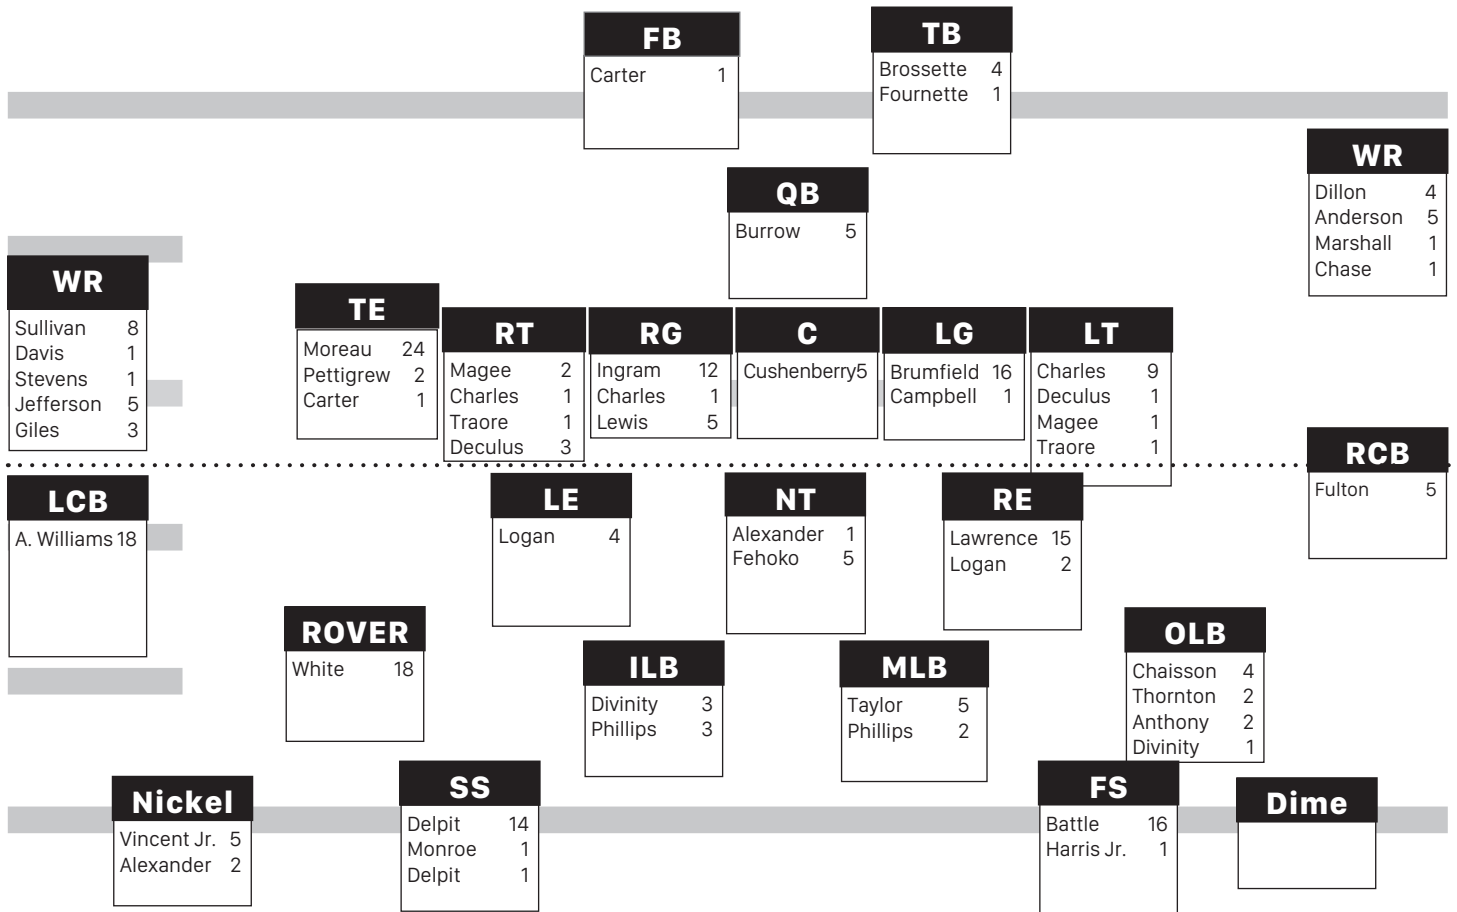 FB
Carter 1
TB
Brossette 4
Fournette 1
WR
Dillon 4
Anderson 5
Marshall 1
Chase 1
QB
Burrow 5
WR
Sullivan 8
Davis 1
Stevens 1
Jefferson 5
Giles 3
TE
Moreau 24
Pettigrew 2
Carter 1
RT
Magee 2
Charles 1
Traore 1
Deculus 3
RG
Ingram 12
Charles 1
Lewis 5
C
Cushenberry5
LG
Brumfield 16
Campbell 1
LT
Charles 9
Deculus 1
Magee 1
Traore 1
RCB
Fulton 5
LCB
A. Williams 18
LE
Logan 4
NT
Alexander 1
Fehoko 5
RE
Lawrence 15
Logan 2
ROVER
White 18
ILB
Divinity 3
Phillips 3
MLB
Taylor 5
Phillips 2
OLB
Chaisson 4
Thornton 2
Anthony 2
Divinity 1
Nickel
Vincent Jr. 5
Alexander 2
SS
Delpit 14
Monroe 1
Delpit 1
FS
Battle 16
Harris Jr. 1
Dime